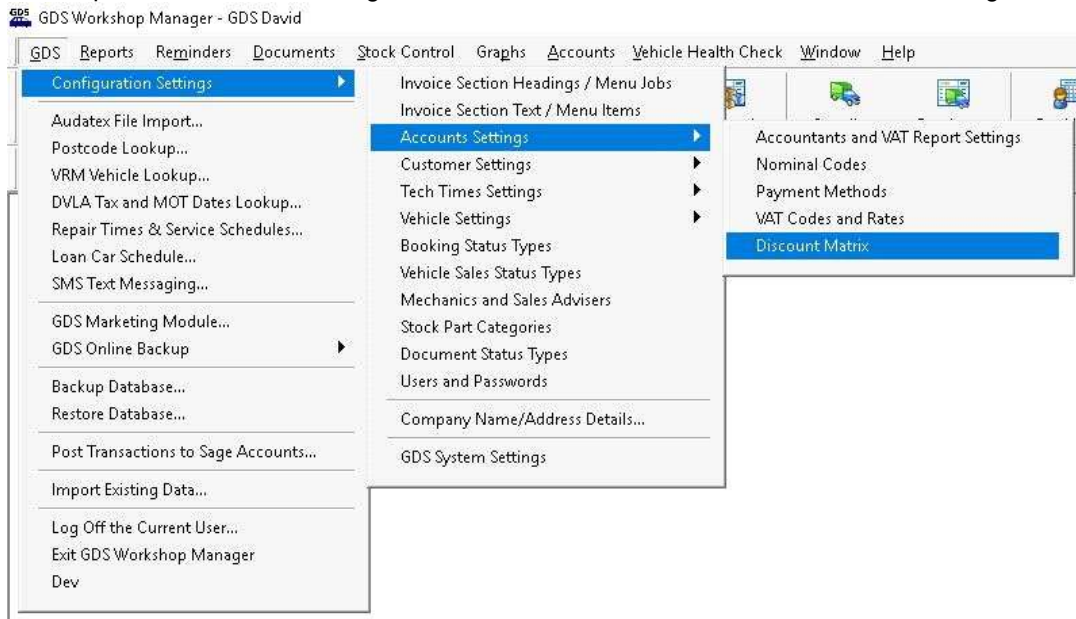 GDS Workshop Manager - GDS David
GDS Reports Reminders Documents Stock Control Graphs Accounts Vehicle Health Check Window Help
Configuration Settings
Audatex File Import...
Postcode Lookup...
VRM Vehicle Lookup...
DVLA Tax and MOT Dates Lookup...
Repair Times & Service Schedules...
Loan Car Schedule...
SMS Text Messaging...
GDS Marketing Module...
GDS Online Backup
Backup Database...
Restore Database...
Post Transactions to Sage Accounts...
Import Existing Data...
Log Off the Current User...
Exit GDS Workshop Manager
Dev
Invoice Section Headings / Menu Jobs
Invoice Section Text / Menu Items
Accounts Settings
Customer Settings
Tech Times Settings
Vehicle Settings
Booking Status Types
Vehicle Sales Status Types
Mechanics and Sales Advisers
Stock Part Categories
Document Status Types
Users and Passwords
Company Name/Address Details...
GDS System Settings
Accountants and VAT Report Settings
Nominal Codes
Payment Methods
VAT Codes and Rates
Discount Matrix